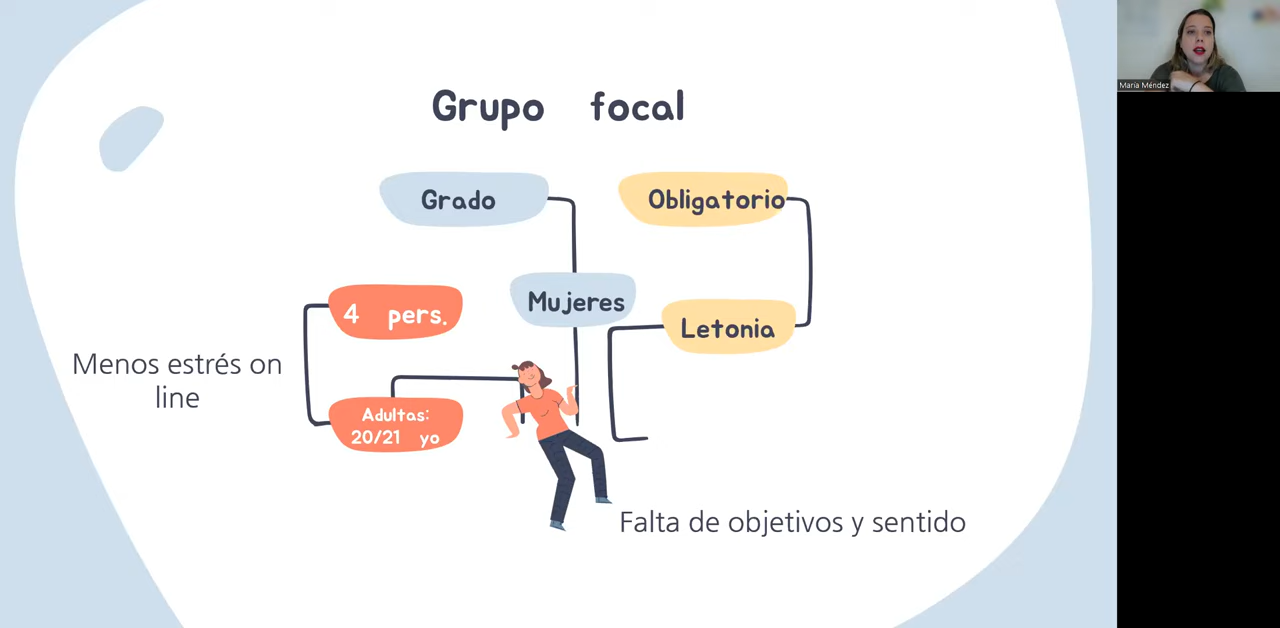 Grupo focal
Grado
Obligatorio
4 pers.
Mujeres
Letonia
Menos estrés on
line
Adultas:
20/21 yo
Falta de objetivos y sentido
María Méndez